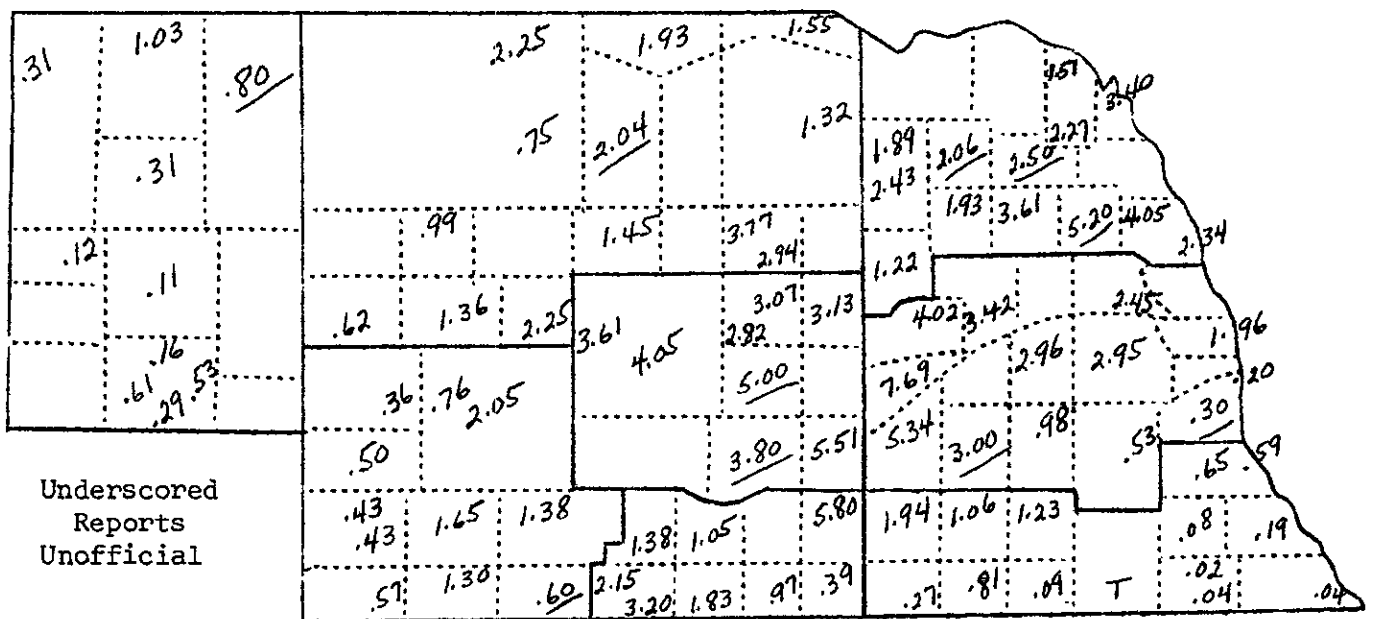 .31 1.03 .80 2.25 1.93 1.55
.75 2.04 1.32 1.51 3.40
.31 1.89 2.06 2.50 2.27
2.43 1.93 3.61 5.20 4.05
.99 1.45 3.77 2.34
.12 .11 2.94 1.22
.62 1.36 2.25 3.61 4.05 3.07 3.13 4.02 3.42 2.45
2.82 2.96 2.95 1.96
.16 .36 .76 2.05 5.00 7.69 .20
.61 .29 .53 .30
.50 3.80 5.51 5.34 3.00 .98 .53 .59
.65
Underscored
Reports
Unofficial
.43 1.65 1.38 5.80 1.94 1.06 1.23 .08 .19
.43 1.38 1.05
.57 1.30 .60 2.15 .02
3.20 1.83 .97 .39 .27 .81 .09 T .04 .04